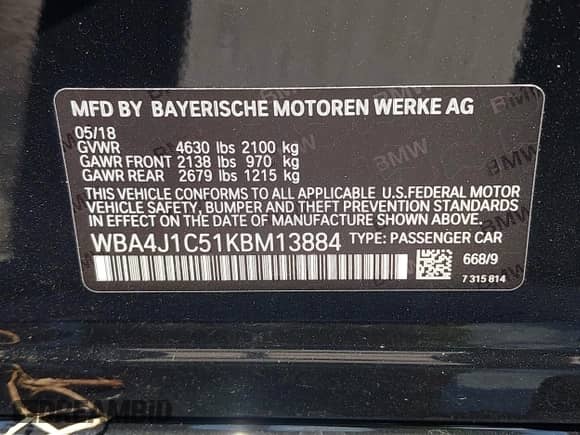 MFD BY BAYERISCHE MOTOREN WERKE AG
05/18
GVWR 4630 lbs 2100 kg
GAWR FRONT 2138 lbs 970 kg
GAWR REAR 2679 lbs 1215 kg
THIS VEHICLE CONFORMS TO ALL APPLICABLE U.S.FEDERAL MOTOR
VEHICLE SAFETY, BUMPER AND THEFT PREVENTION STANDARDS
IN EFFECT ON THE DATE OF MANUFACTURE SHOWN ABOVE.
WBA4J1C51KBM13884 TYPE: PASSENGER CAR
668/9
7 315 814
BMW
DREAMBID